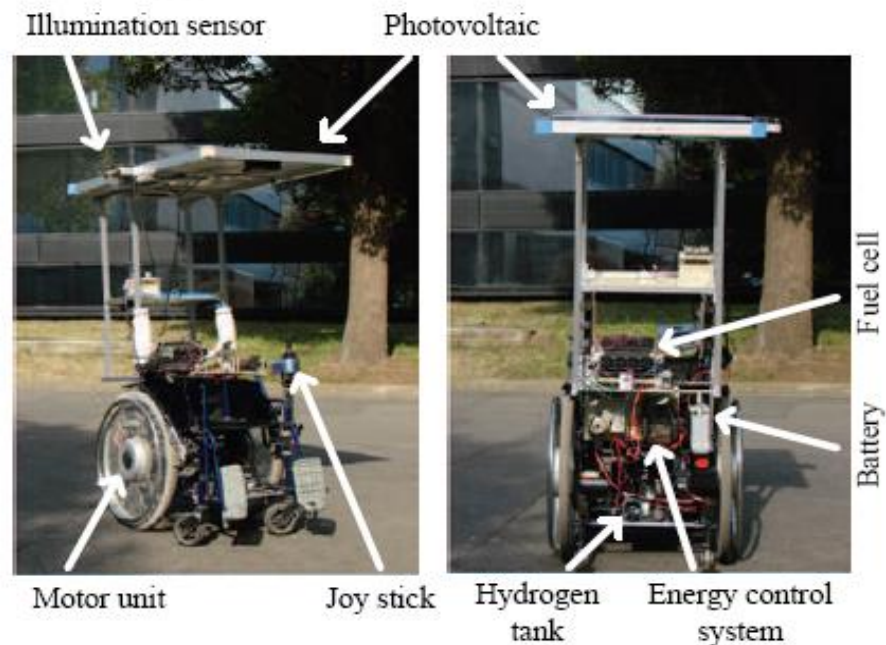 Illumination sensor
Photovoltaic
Fuel cell
Battery
Motor unit
Joy stick
Hydrogen
tank
Energy control
system